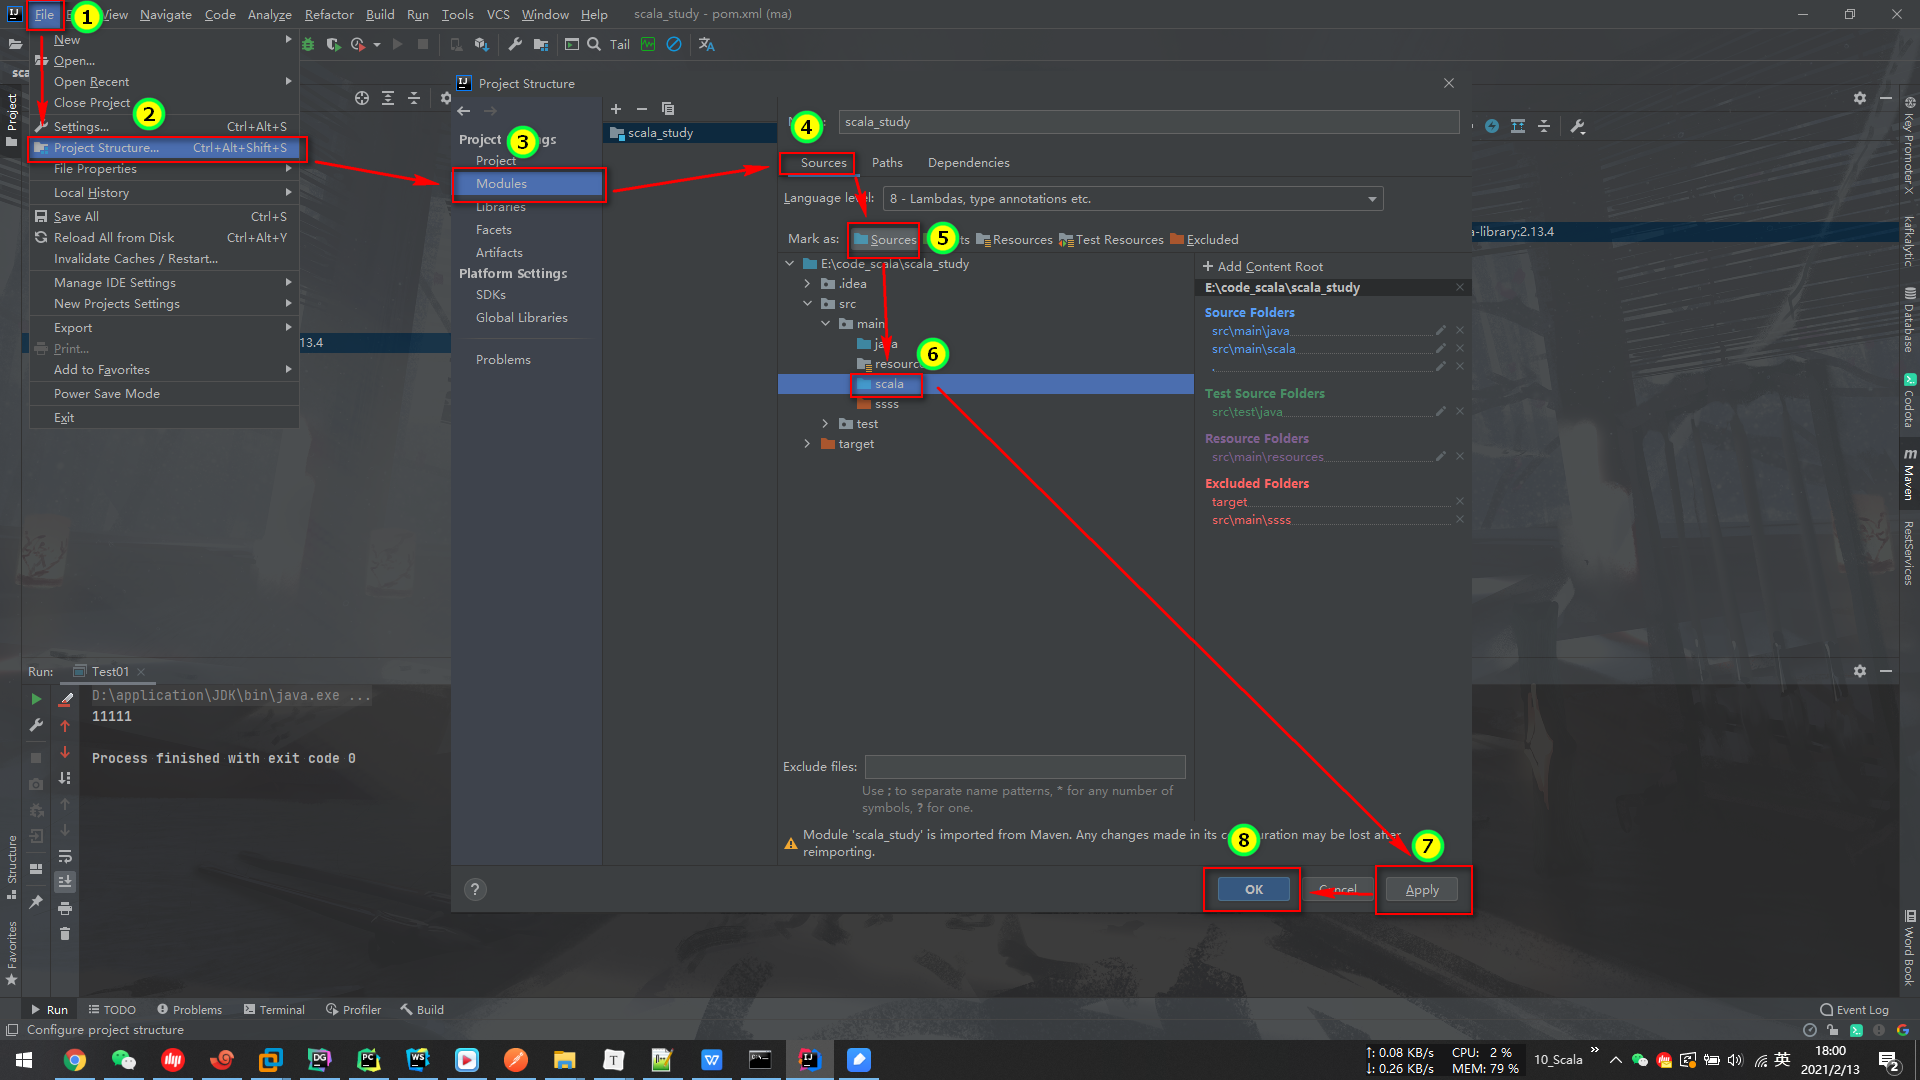 File
1
View
Navigate
Code
Analyze
Refactor
Build
Run
Tools
VCS
Window
Help
scala_study - pom.xml (ma)
New
Open...
Open Recent
Close Project
2
Settings... Ctrl+Alt+S
Project Structure... Ctrl+Alt+Shift+S
File Properties
Local History
Save All Ctrl+S
Reload All from Disk Ctrl+Alt+Y
Invalidate Caches / Restart...
Manage IDE Settings
New Projects Settings
Export
Print...
Add to Favorites
Power Save Mode
Exit
Tail
Project
13.4
Project Structure
Project
3
Project
Modules
Libraries
Facets
Artifacts
Platform Settings
SDKs
Global Libraries
Problems
scala_study
4
scala_study
Sources
Paths
Dependencies
Language level: 8 - Lambdas, type annotations etc.
Mark as: Sources
5
Resources
Test Resources
Excluded
E:\code_scala\scala_study
.idea
src
main
java
6
scala
ssss
test
target
+ Add Content Root
E:\code_scala\scala_study
Source Folders
src\main\java
src\main\scala
.
Test Source Folders
src\test\java
Resource Folders
src\main\resources
Excluded Folders
target
src\main\ssss
Exclude files:
Use ; to separate name patterns, * for any number of
symbols, ? for one.
Module 'scala_study' is imported from Maven. Any changes made in its configuration may be lost after
reimporting.
8
7
?
OK
Cancel
Apply
a-library:2.13.4
Key Promoter X
kafkalytic
Database
Codota
Maven
RestServices
Word Book
Run: Test01
D:\application\JDK\bin\java.exe ...
11111
Process finished with exit code 0
Structure
Favorites
Run
TODO
Problems
Terminal
Profiler
Build
Event Log
Configure project structure
↑: 0.08 KB/s
↓: 0.26 KB/s
CPU: 2 %
MEM: 79 %
10_Scala
英
18:00
2021/2/13
2